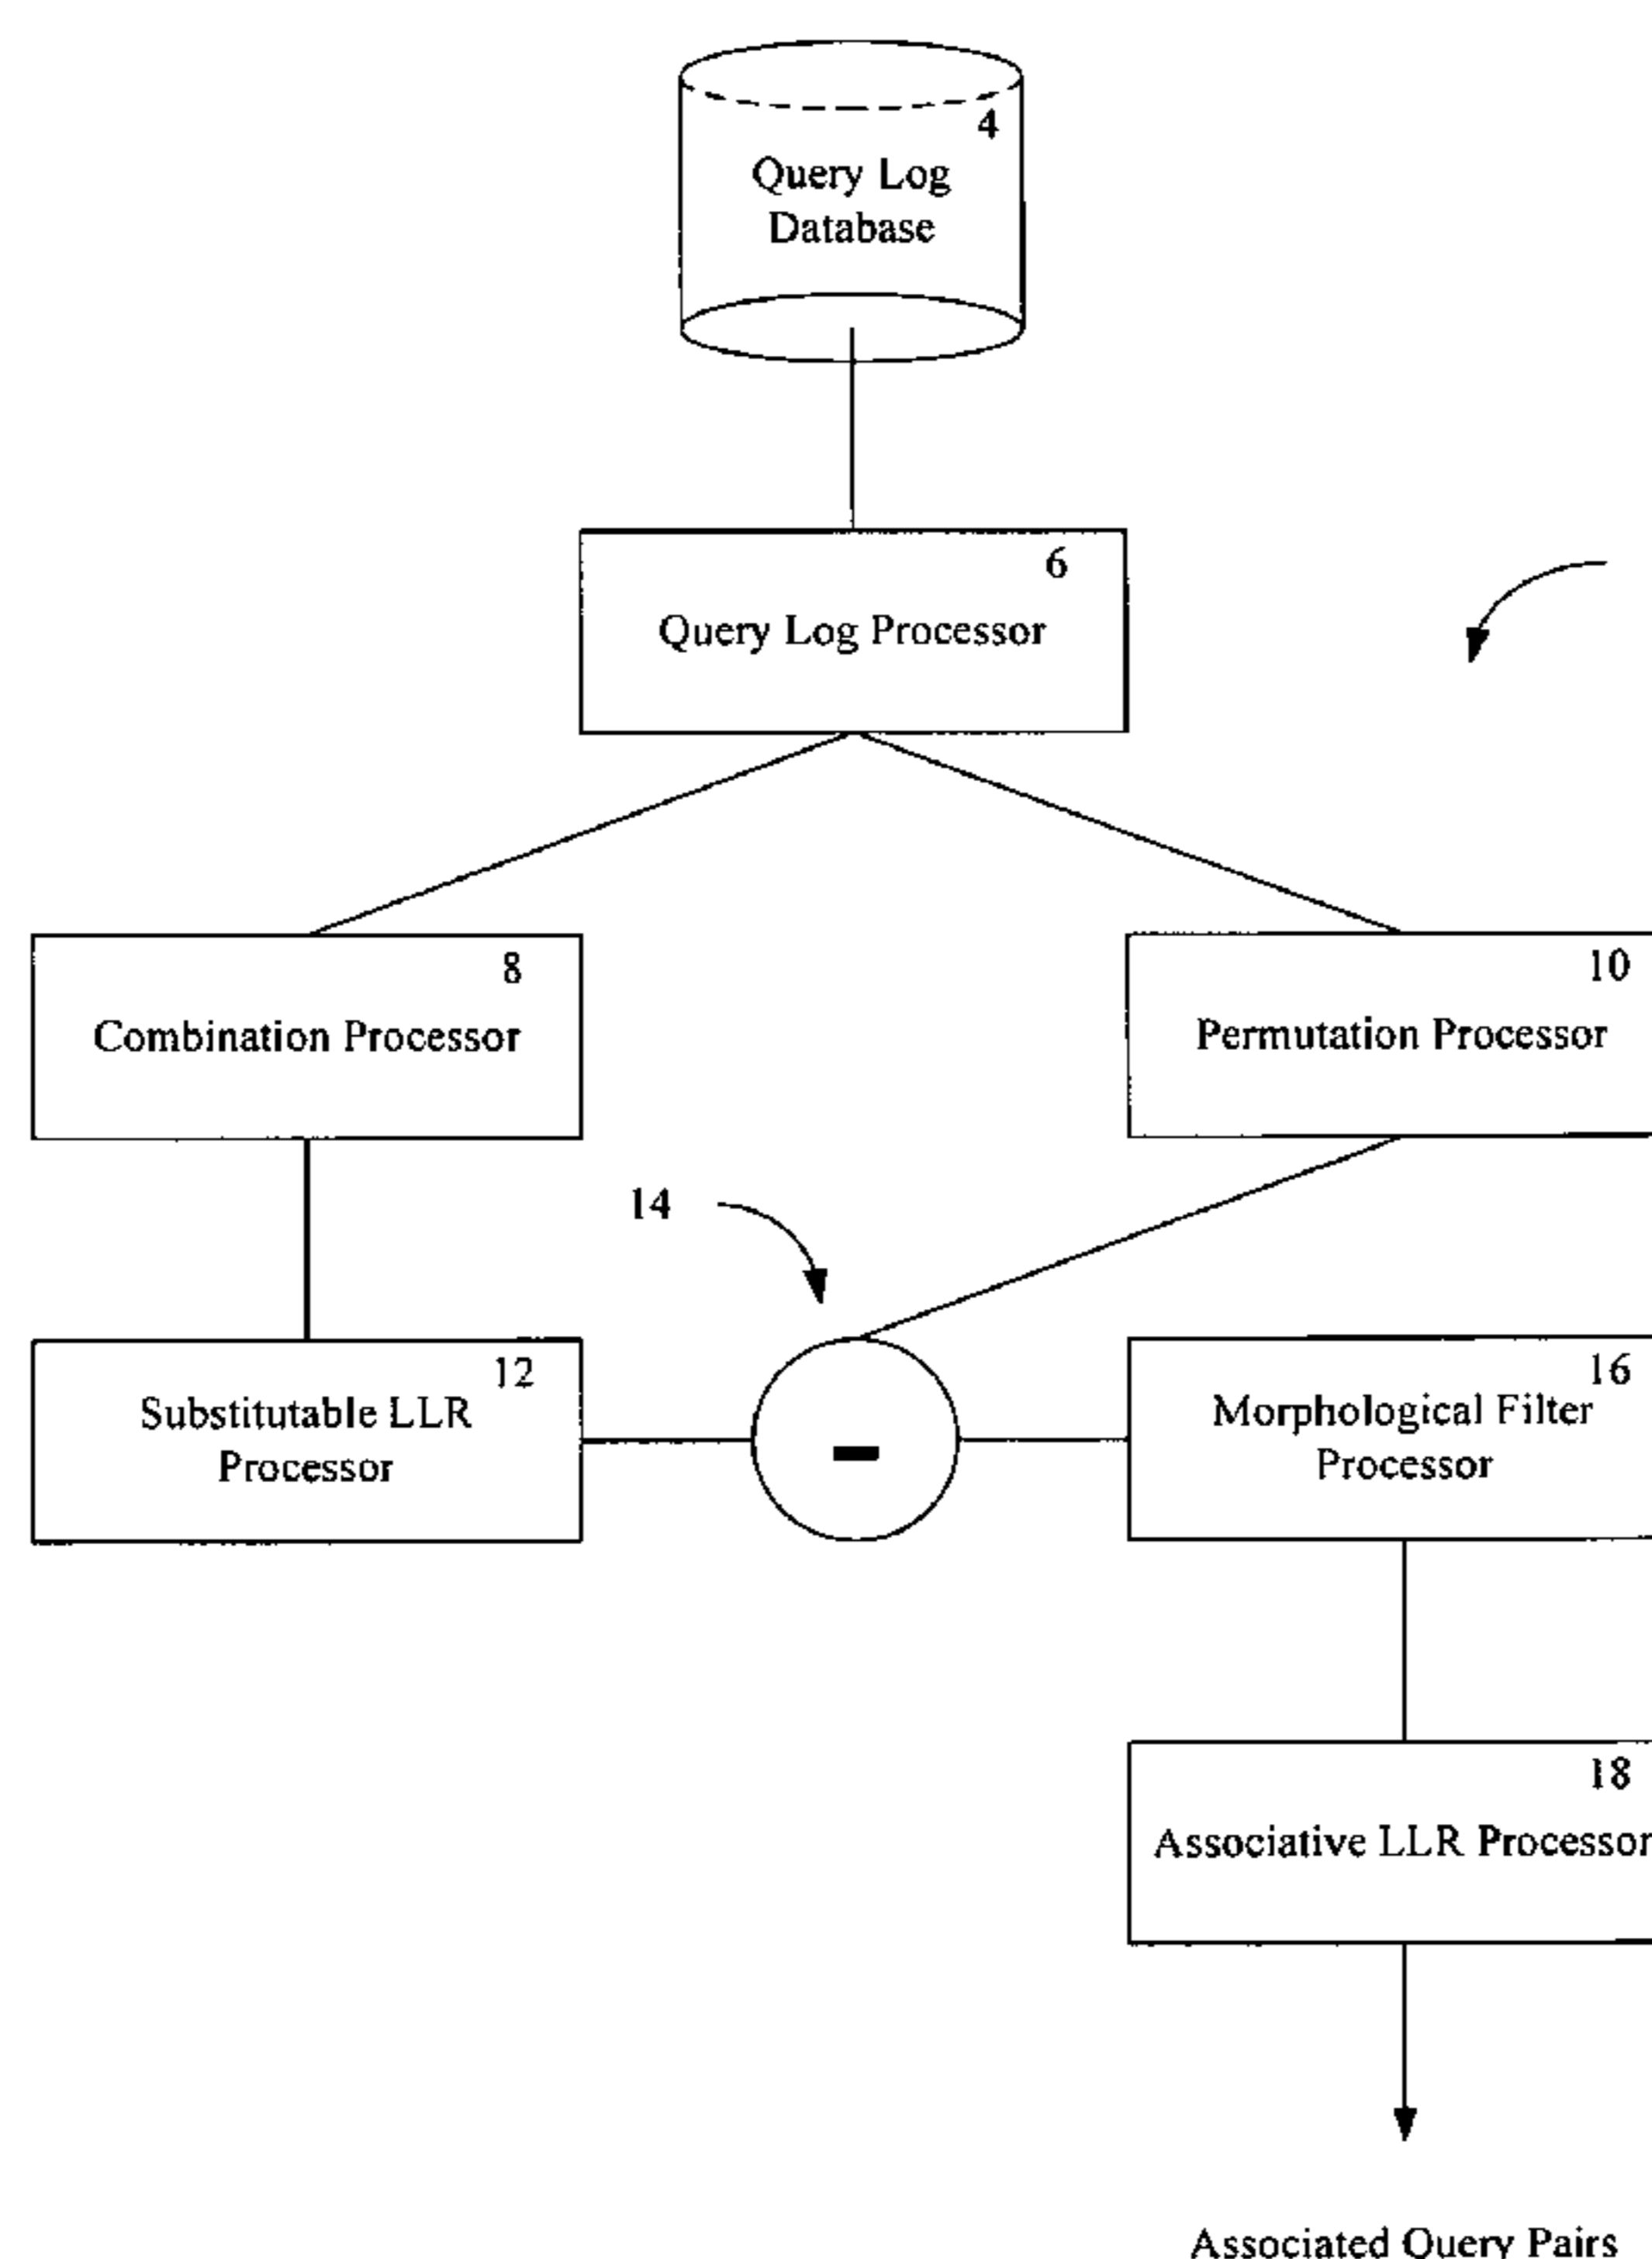 4
Query Log
Database
6
Query Log Processor
8
Combination Processor
10
Permutation Processor
14
12
Substitutable LLR
Processor
-
16
Morphological Filter
Processor
18
Associative LLR Processor
Associated Query Pairs